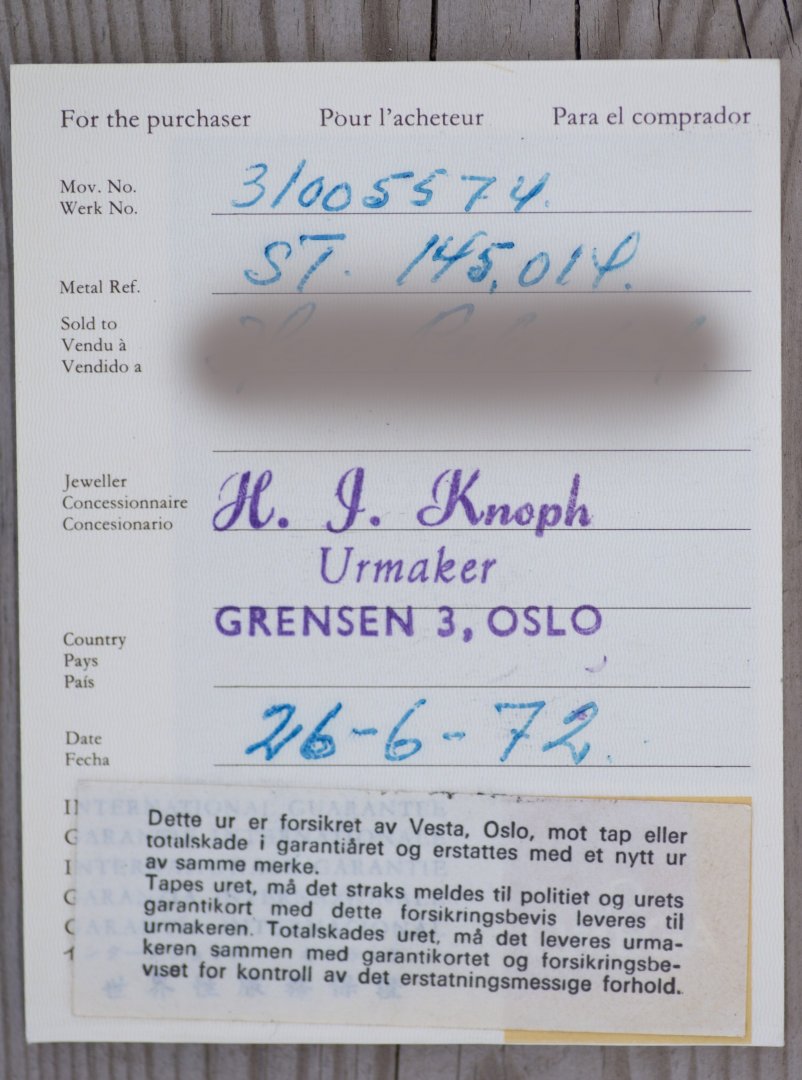 For the purchaser Pour l'acheteur Para el comprador
Mov. No. 31005574.
Werk No.
Metal Ref. ST. 145,014.
Sold to
Vendu à
Vendido a
Jeweller H. J. Knoph
Concessionnaire
Concesionario
Urmaker
GRENSEN 3, OSLO
Country
Pays
País
Date 26-6-72.
Fecha
INTERNATIONAL GUARANTEE
Dette ur er forsikret av Vesta, Oslo, mot tap eller
totalskade i garantiåret og erstattes med et nytt ur
av samme merke.
Tapes uret, må det straks meldes til politiet og urets
garantikort med dette forsikringsbevis leveres til
urmakeren. Totalskades uret, må det leveres urma-
keren sammen med garantikortet og forsikringsbe-
viset for kontroll av det erstatningsmessige forhold.